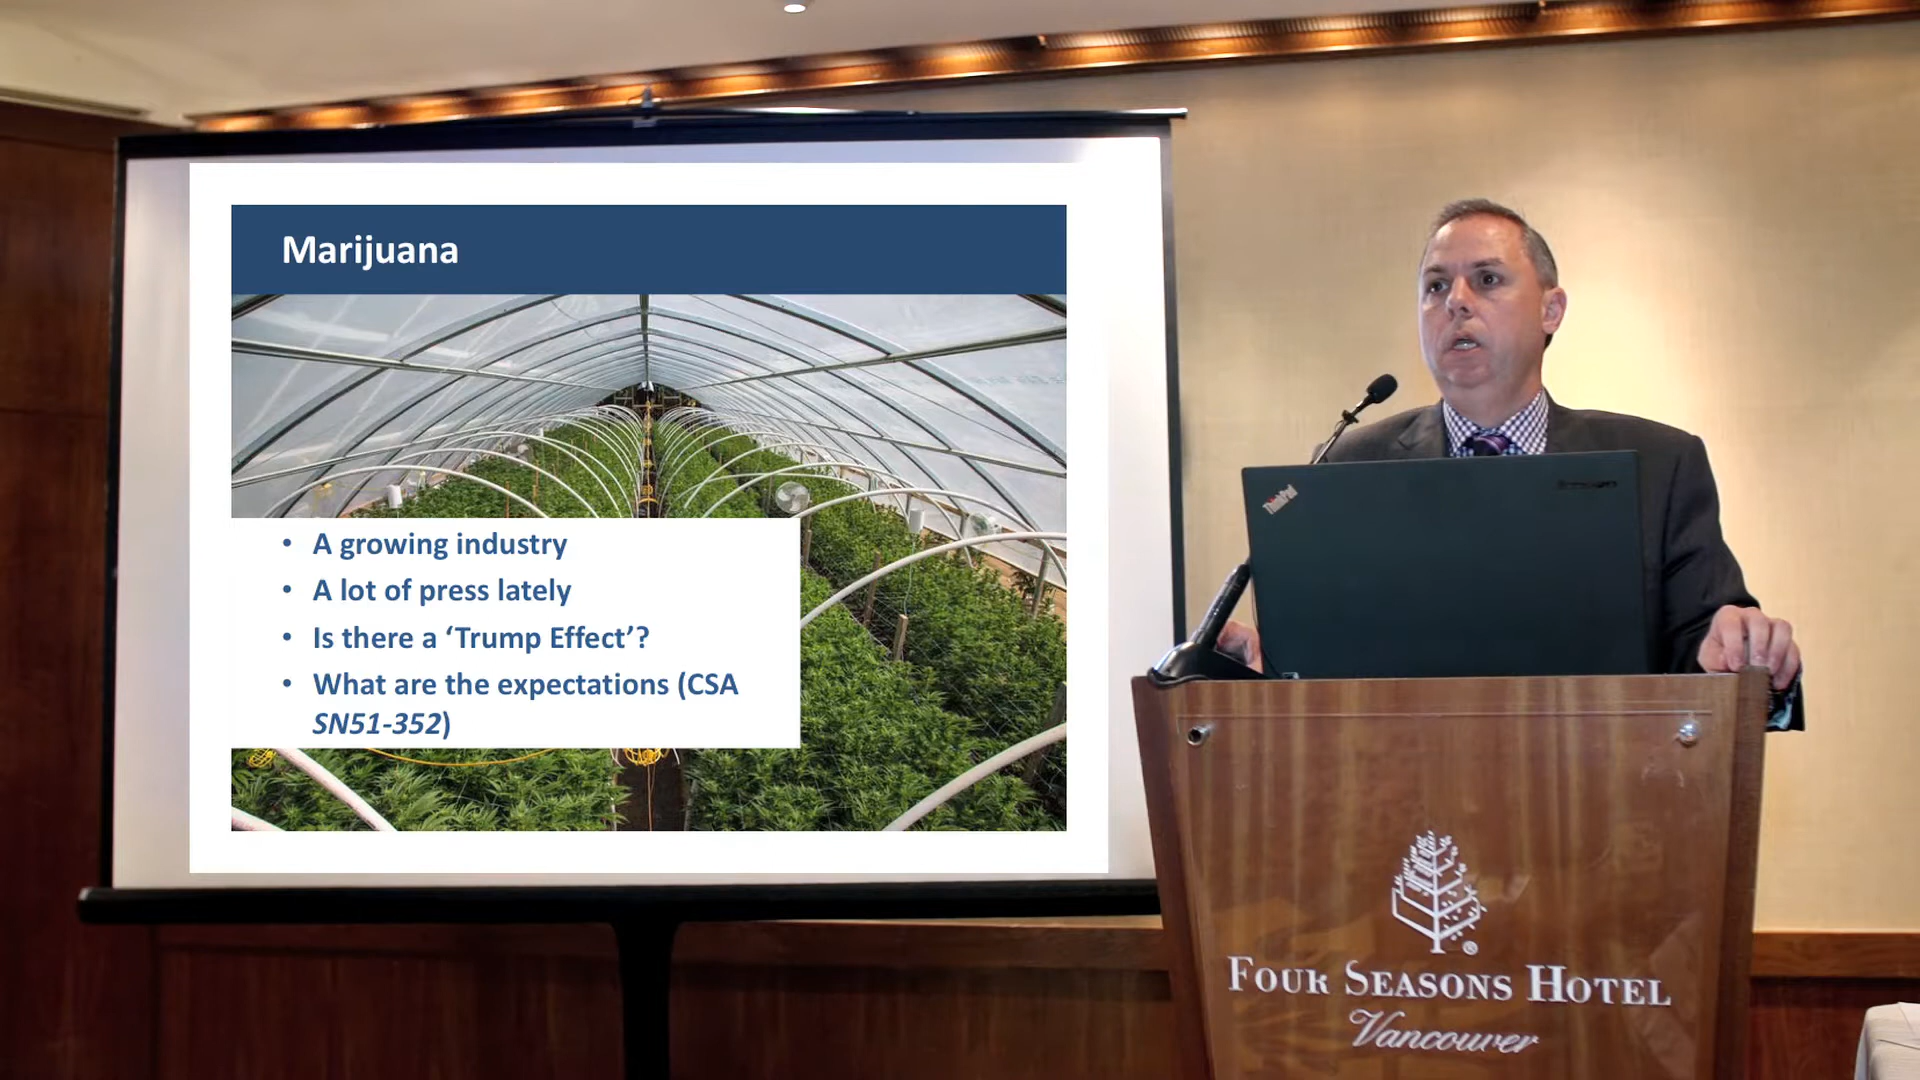 Marijuana
• A growing industry
• A lot of press lately
• Is there a ‘Trump Effect’?
• What are the expectations (CSA
SN51-352)
ThinkPad
FOUR SEASONS HOTEL
Vancouver